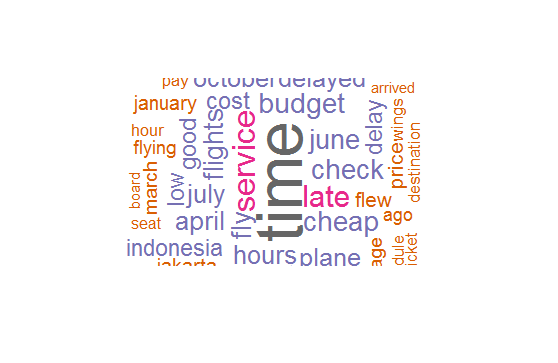 pay
october
delayed
arrived
january
cost
budget
hour
flying
good
flights
service
time
june
delay
wings
price
destination
check
board
march
low
july
late
flew
seat
april
fly
cheap
ago
indonesia
hours
plane
jakarta
age
dule
icket